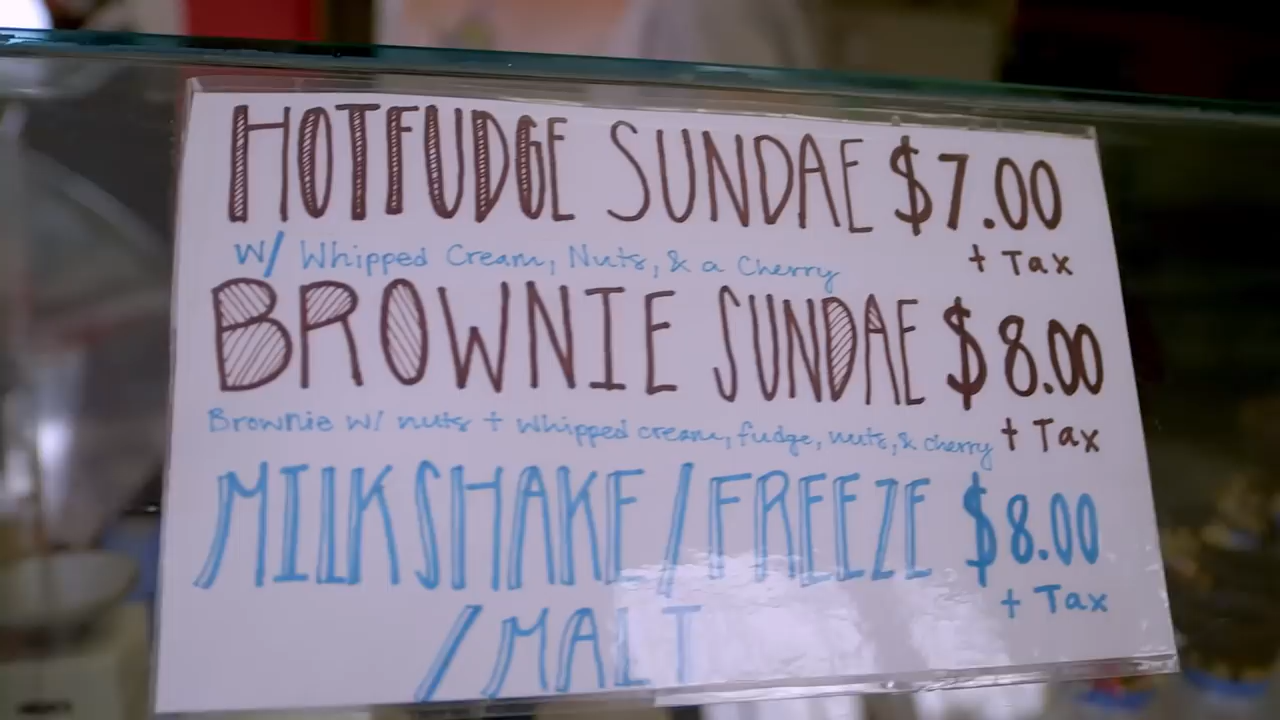 HOTFUDGE SUNDAE $7.00
W/ Whipped Cream, Nuts, & a Cherry + Tax
BROWNIE SUNDAE $8.00
Brownie w/ nuts + whipped cream, fudge, nuts, & cherry + Tax
MILKSHAKE / FREEZE $8.00
+ Tax
/ MALT